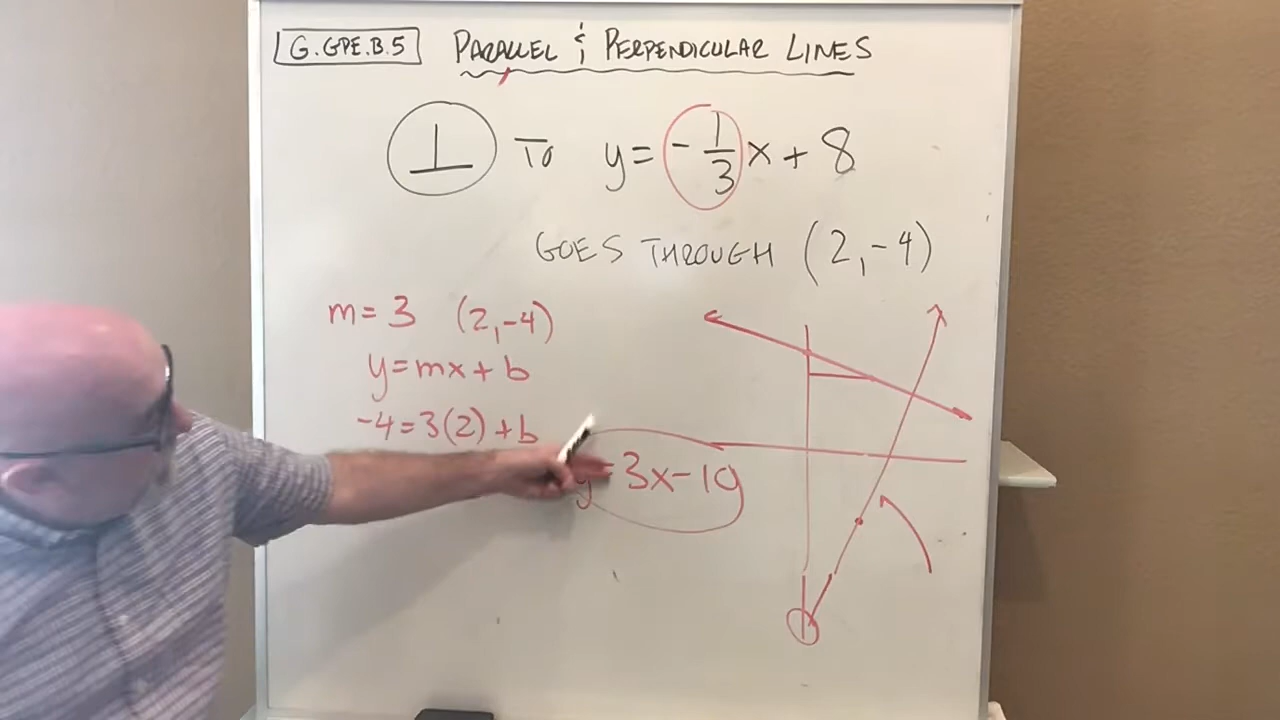 G.GPE.B.5 PARALLEL & PERPENDICULAR LINES
⊥ TO y = -1/3 x + 8
GOES THROUGH (2,-4)
m = 3 (2,-4)
y = mx + b
-4 = 3(2) + b
y = 3x - 10